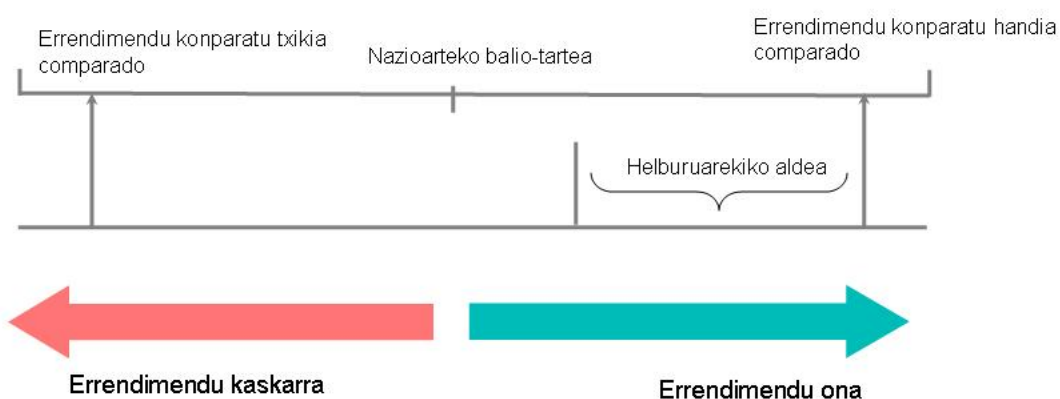 Errendimendu konparatu txikia
comparado
Nazioarteko balio-tartea
Errendimendu konparatu handia
comparado
Helburuarekiko aldea
Errendimendu kaskarra
Errendimendu ona